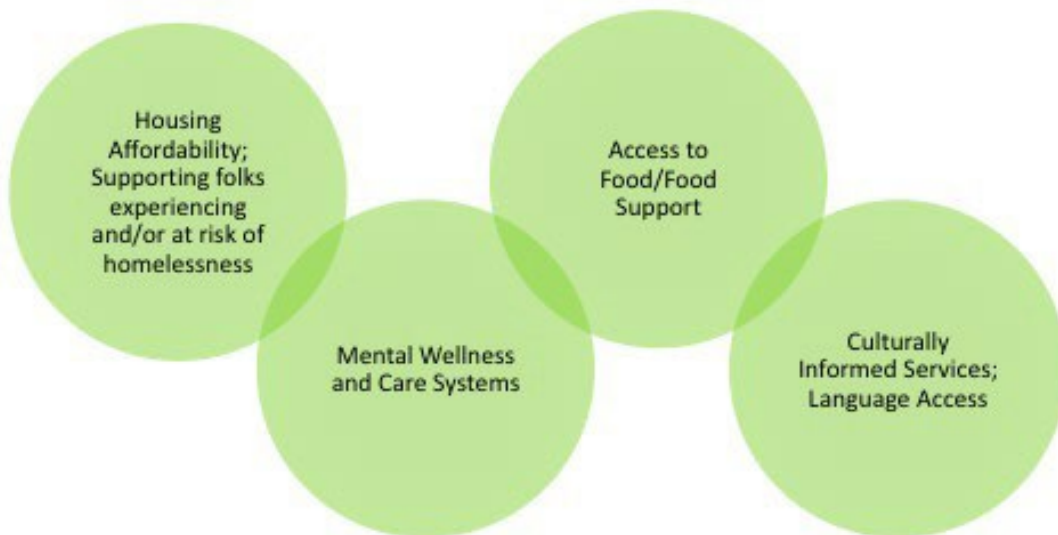 Housing
Affordability;
Supporting folks
experiencing
and/or at risk of
homelessness
Mental Wellness
and Care Systems
Access to
Food/Food
Support
Culturally
Informed Services;
Language Access